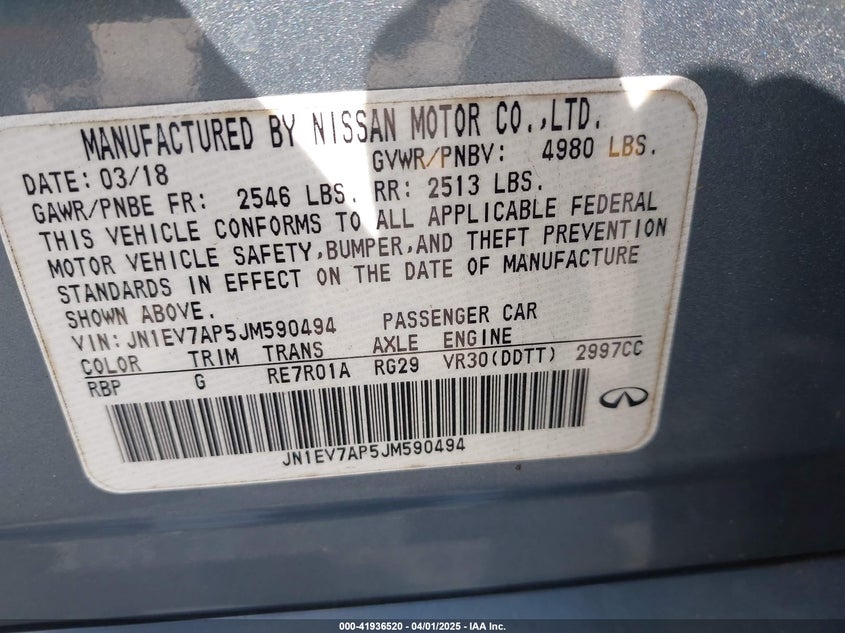 MANUFACTURED BY NISSAN MOTOR CO.,LTD.
DATE: 03/18 GVWR/PNBV: 4980 LBS.
GAWR/PNBE FR: 2546 LBS. RR: 2513 LBS.
THIS VEHICLE CONFORMS TO ALL APPLICABLE FEDERAL
MOTOR VEHICLE SAFETY,BUMPER,AND THEFT PREVENTION
STANDARDS IN EFFECT ON THE DATE OF MANUFACTURE
SHOWN ABOVE.
VIN:JN1EV7AP5JM590494 PASSENGER CAR
COLOR TRIM TRANS AXLE ENGINE
RBP G RE7R01A RG29 VR30(DDTT) 2997CC
JN1EV7AP5JM590494
000-41936520 - 04/01/2025 - IAA Inc.